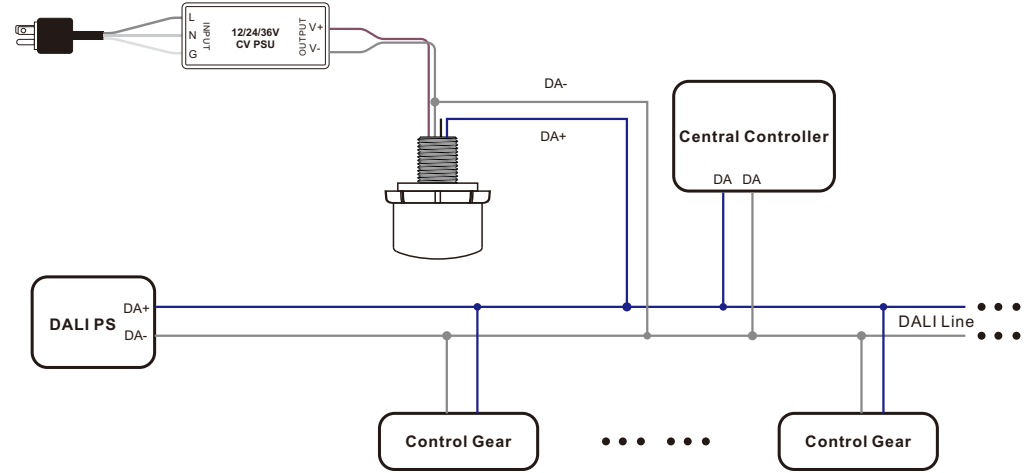 L
N
G
INPUT
12/24/36V
CV PSU
OUTPUT
V+
V-
DA-
DA+
Central Controller
DA DA
DALI PS
DA+
DA-
DALI Line
Control Gear
Control Gear